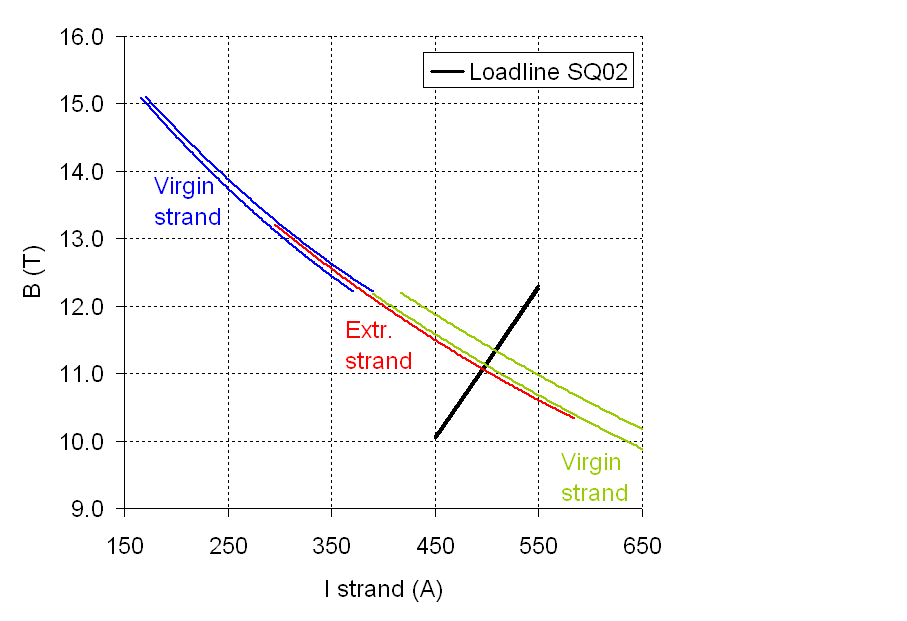 16.0
Loadline SQ02
15.0
14.0
Virgin
strand
13.0
B (T)
12.0
Extr.
strand
11.0
10.0
Virgin
strand
9.0
150 250 350 450 550 650
I strand (A)